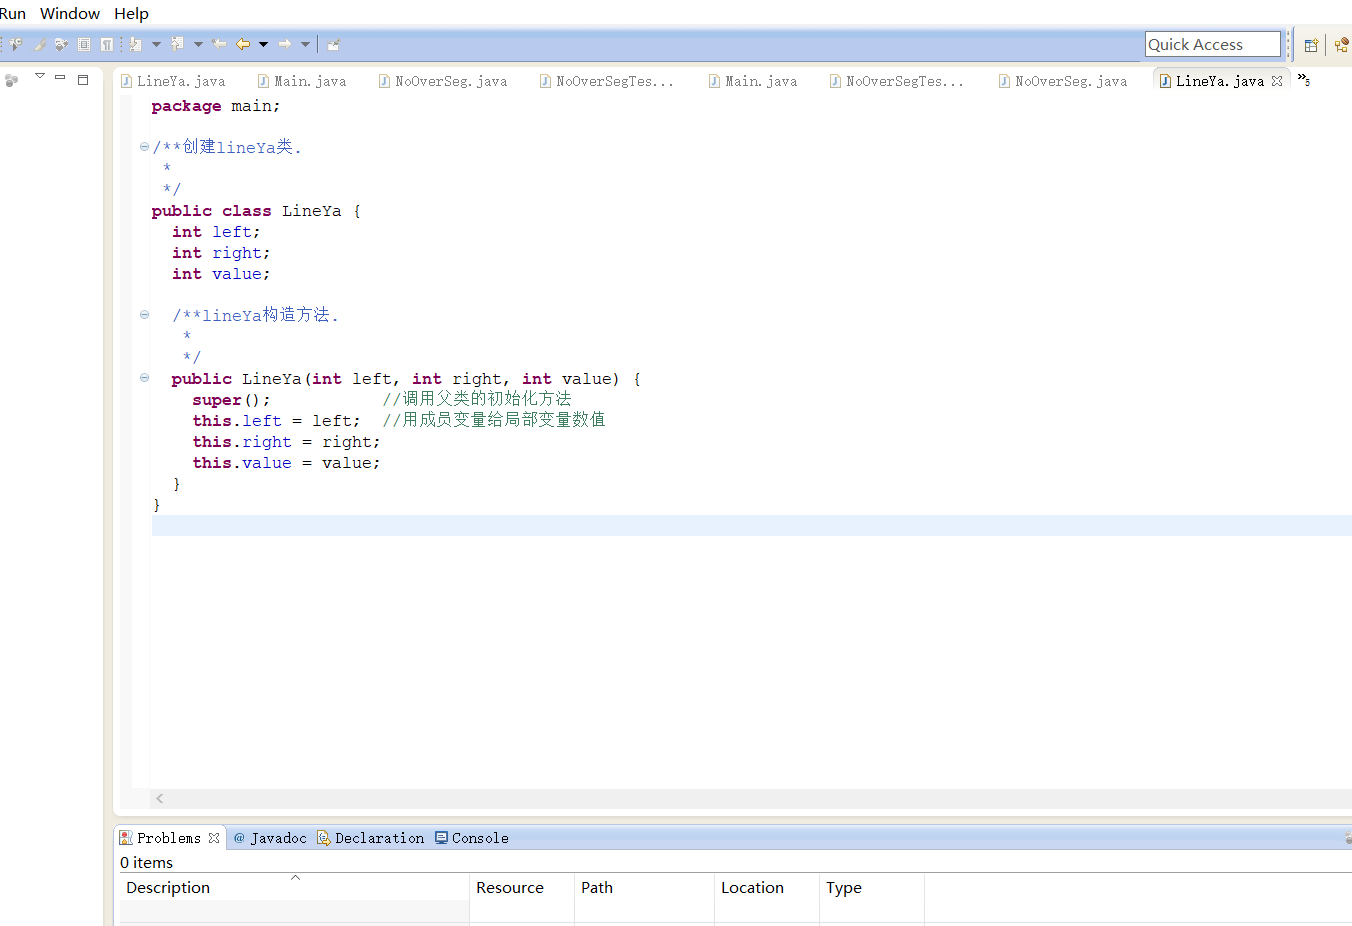 Run Window Help
Quick Access
LineYa.java Main.java NoOverSeg.java NoOverSegTes... Main.java NoOverSegTes... NoOverSeg.java LineYa.java »5
package main;
/**创建lineYa类.
*
*/
public class LineYa {
int left;
int right;
int value;
/**lineYa构造方法.
*
*/
public LineYa(int left, int right, int value) {
super(); //调用父类的初始化方法
this.left = left; //用成员变量给局部变量数值
this.right = right;
this.value = value;
}
}
Problems @ Javadoc Declaration Console
0 items
Description Resource Path Location Type